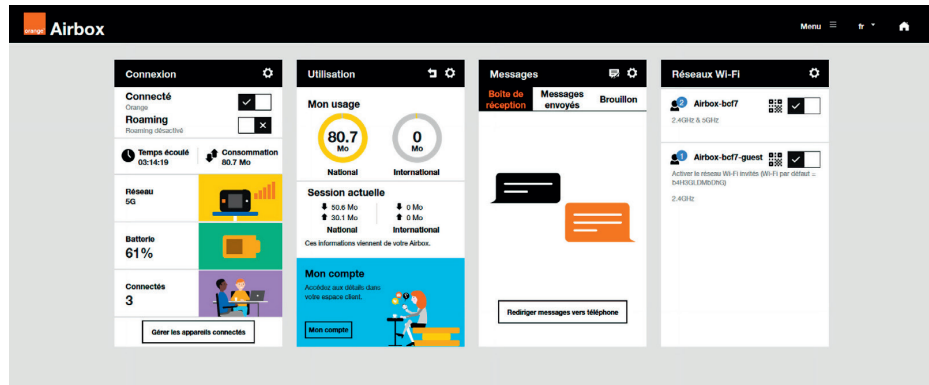 orange Airbox
Menu
fr
Connexion
Connecté
Orange
Roaming
Roaming désactivé
Temps écoulé
03:14:19
Consommation
80.7 Mo
Réseau
5G
Batterie
61%
Connectés
3
Gérer les appareils connectés
Utilisation
Mon usage
80.7
Mo
National
0
Mo
International
Session actuelle
50.6 Mo
30.1 Mo
National
0 Mo
0 Mo
International
Ces informations viennent de votre Airbox.
Mon compte
Accédez aux détails dans
votre espace client.
Mon compte
Messages
Boîte de
réception
Messages
envoyés
Brouillon
Rediriger messages vers téléphone
Réseaux Wi-Fi
2
Airbox-bcf7
2.4GHz & 5GHz
1
Airbox-bcf7-guest
Activer le réseau Wi-Fi invités (Wi-Fi par défaut =
2.4GHz